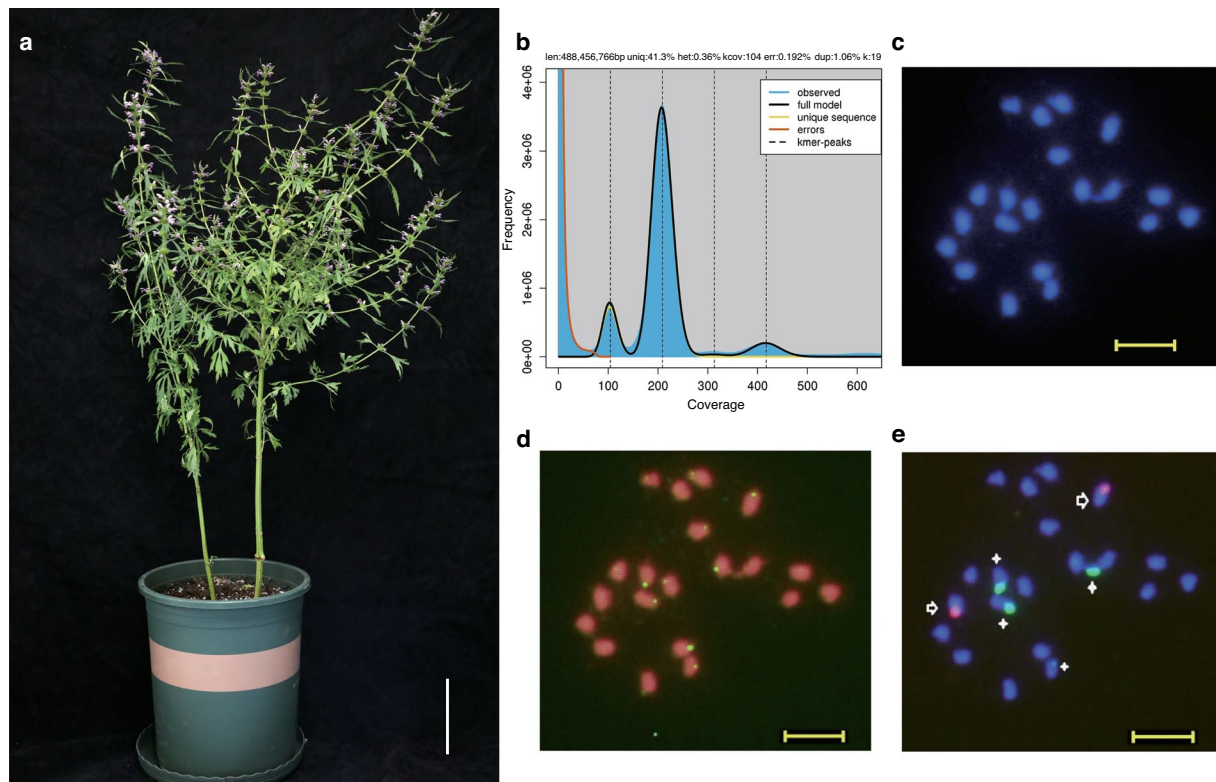 a
b
len:488,456,766bp uniq:41.3% het:0.36% kcov:104 err:0.192% dup:1.06% k:19
4e+06
3e+06
2e+06
1e+06
0e+00
Frequency
observed
full model
unique sequence
errors
kmer-peaks
0 100 200 300 400 500 600
Coverage
c
d
e